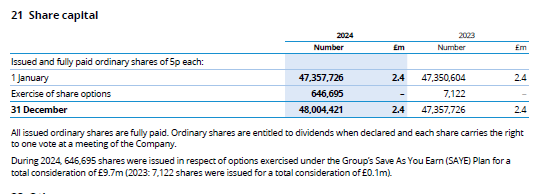 21 Share capital
2024 2023
Number £m Number £m
Issued and fully paid ordinary shares of 5p each:
1 January 47,357,726 2.4 47,350,604 2.4
Exercise of share options 646,695 – 7,122 –
31 December 48,004,421 2.4 47,357,726 2.4
All issued ordinary shares are fully paid. Ordinary shares are entitled to dividends when declared and each share carries the right
to one vote at a meeting of the Company.
During 2024, 646,695 shares were issued in respect of options exercised under the Group's Save As You Earn (SAYE) Plan for a
total consideration of £9.7m (2023: 7,122 shares were issued for a total consideration of £0.1m).